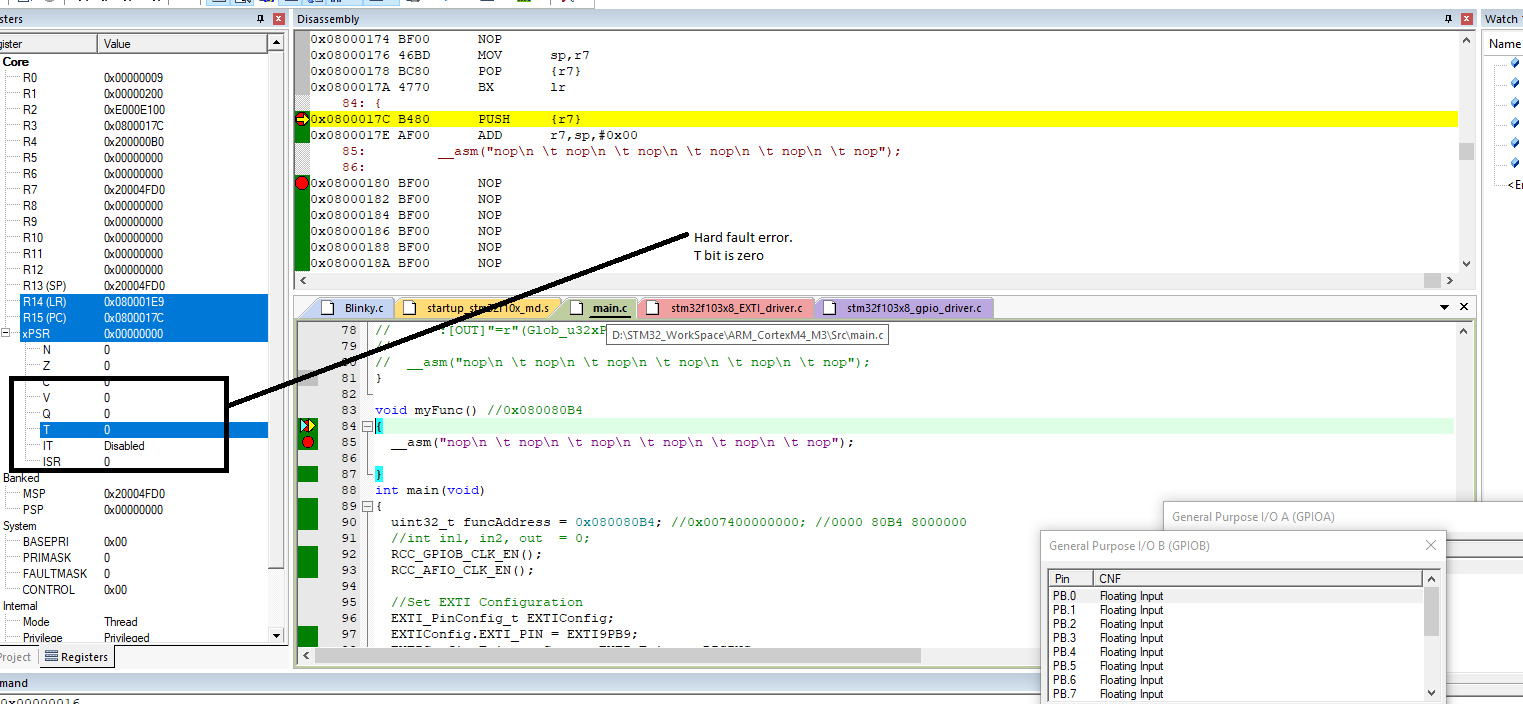 sters
Disassembly
Watch
gister Value
Core
R0 0x00000009
R1 0x00000200
R2 0xE000E100
R3 0x0800017C
R4 0x200000B0
R5 0x00000000
R6 0x00000000
R7 0x20004FD0
R8 0x00000000
R9 0x00000000
R10 0x00000000
R11 0x00000000
R12 0x00000000
R13 (SP) 0x20004FD0
R14 (LR) 0x080001E9
R15 (PC) 0x0800017C
xPSR 0x00000000
N 0
Z 0
C 0
V 0
Q 0
T 0
IT Disabled
ISR 0
Banked
MSP 0x20004FD0
PSP 0x00000000
System
BASEPRI 0x00
PRIMASK 0
FAULTMASK 0
CONTROL 0x00
Internal
Mode Thread
Privilege Privileged
Project Registers
0x08000174 BF00 NOP
0x08000176 46BD MOV sp,r7
0x08000178 BC80 POP {r7}
0x0800017A 4770 BX lr
84: {
0x0800017C B480 PUSH {r7}
0x0800017E AF00 ADD r7,sp,#0x00
85: __asm("nop\n \t nop\n \t nop\n \t nop\n \t nop\n \t nop");
86:
0x08000180 BF00 NOP
0x08000182 BF00 NOP
0x08000184 BF00 NOP
0x08000186 BF00 NOP
0x08000188 BF00 NOP
0x0800018A BF00 NOP
Hard fault error.
T bit is zero
Name
<E
Blinky.c startup_stm32f10x_md.s main.c stm32f103x8_EXTI_driver.c stm32f103x8_gpio_driver.c
D:\STM32_WorkSpace\ARM_CortexM4_M3\Src\main.c
78 // :[OUT]"=r"(Glob_u32xP
79 //
80 // __asm("nop\n \t nop\n \t nop\n \t nop\n \t nop\n \t nop");
81 }
82
83 void myFunc() //0x080080B4
84 {
85 __asm("nop\n \t nop\n \t nop\n \t nop\n \t nop\n \t nop");
86
87 }
88 int main(void)
89 {
90 uint32_t funcAddress = 0x080080B4; //0x007400000000; //0000 80B4 8000000
91 //int in1, in2, out = 0;
92 RCC_GPIOB_CLK_EN();
93 RCC_AFIO_CLK_EN();
94
95 //Set EXTI Configuration
96 EXTI_PinConfig_t EXTIConfig;
97 EXTIConfig.EXTI_PIN = EXTI9PB9;
General Purpose I/O A (GPIOA)
General Purpose I/O B (GPIOB)
Pin CNF
PB.0 Floating Input
PB.1 Floating Input
PB.2 Floating Input
PB.3 Floating Input
PB.4 Floating Input
PB.5 Floating Input
PB.6 Floating Input
PB.7 Floating Input
mand